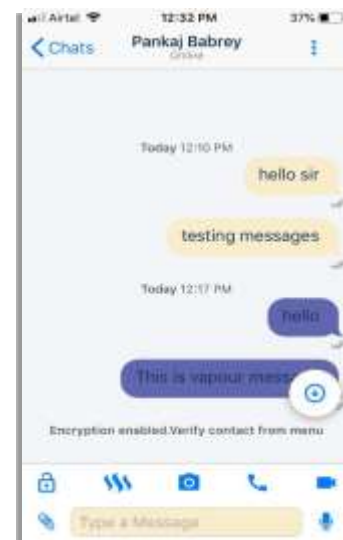 Airtel 12:32 PM 37%
Chats Pankaj Babrey
Online
Today 12:10 PM
hello sir
testing messages
Today 12:17 PM
hello
This is vapour
Encryption enabled.Verify contact from menu
Type a Message